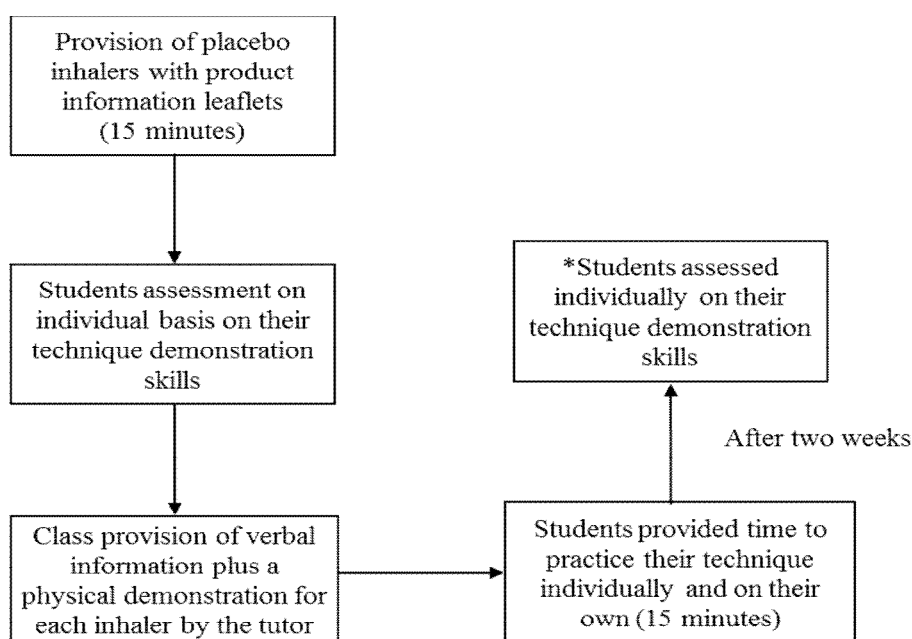 Provision of placebo
inhalers with product
information leaflets
(15 minutes)
Students assessment on
individual basis on their
technique demonstration
skills
Class provision of verbal
information plus a
physical demonstration for
each inhaler by the tutor
Students provided time to
practice their technique
individually and on their
own (15 minutes)
After two weeks
*Students assessed
individually on their
technique demonstration
skills